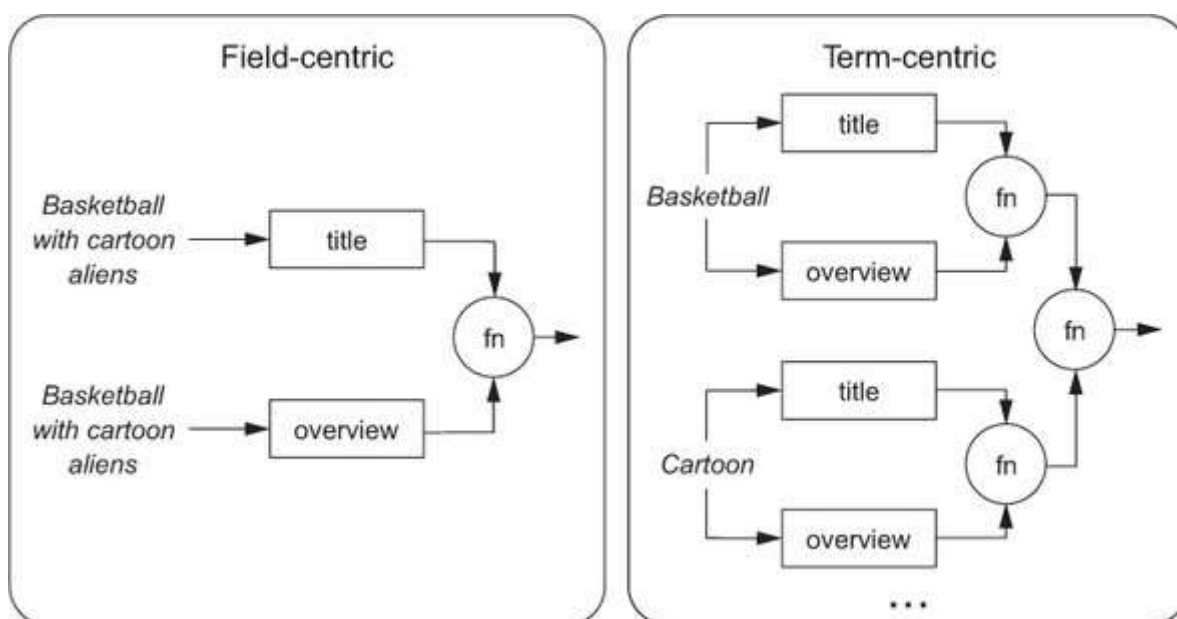 Field-centric
Basketball
with cartoon
aliens
title
fn
Basketball
with cartoon
aliens
overview
Term-centric
title
Basketball
fn
overview
fn
title
Cartoon
fn
overview
...